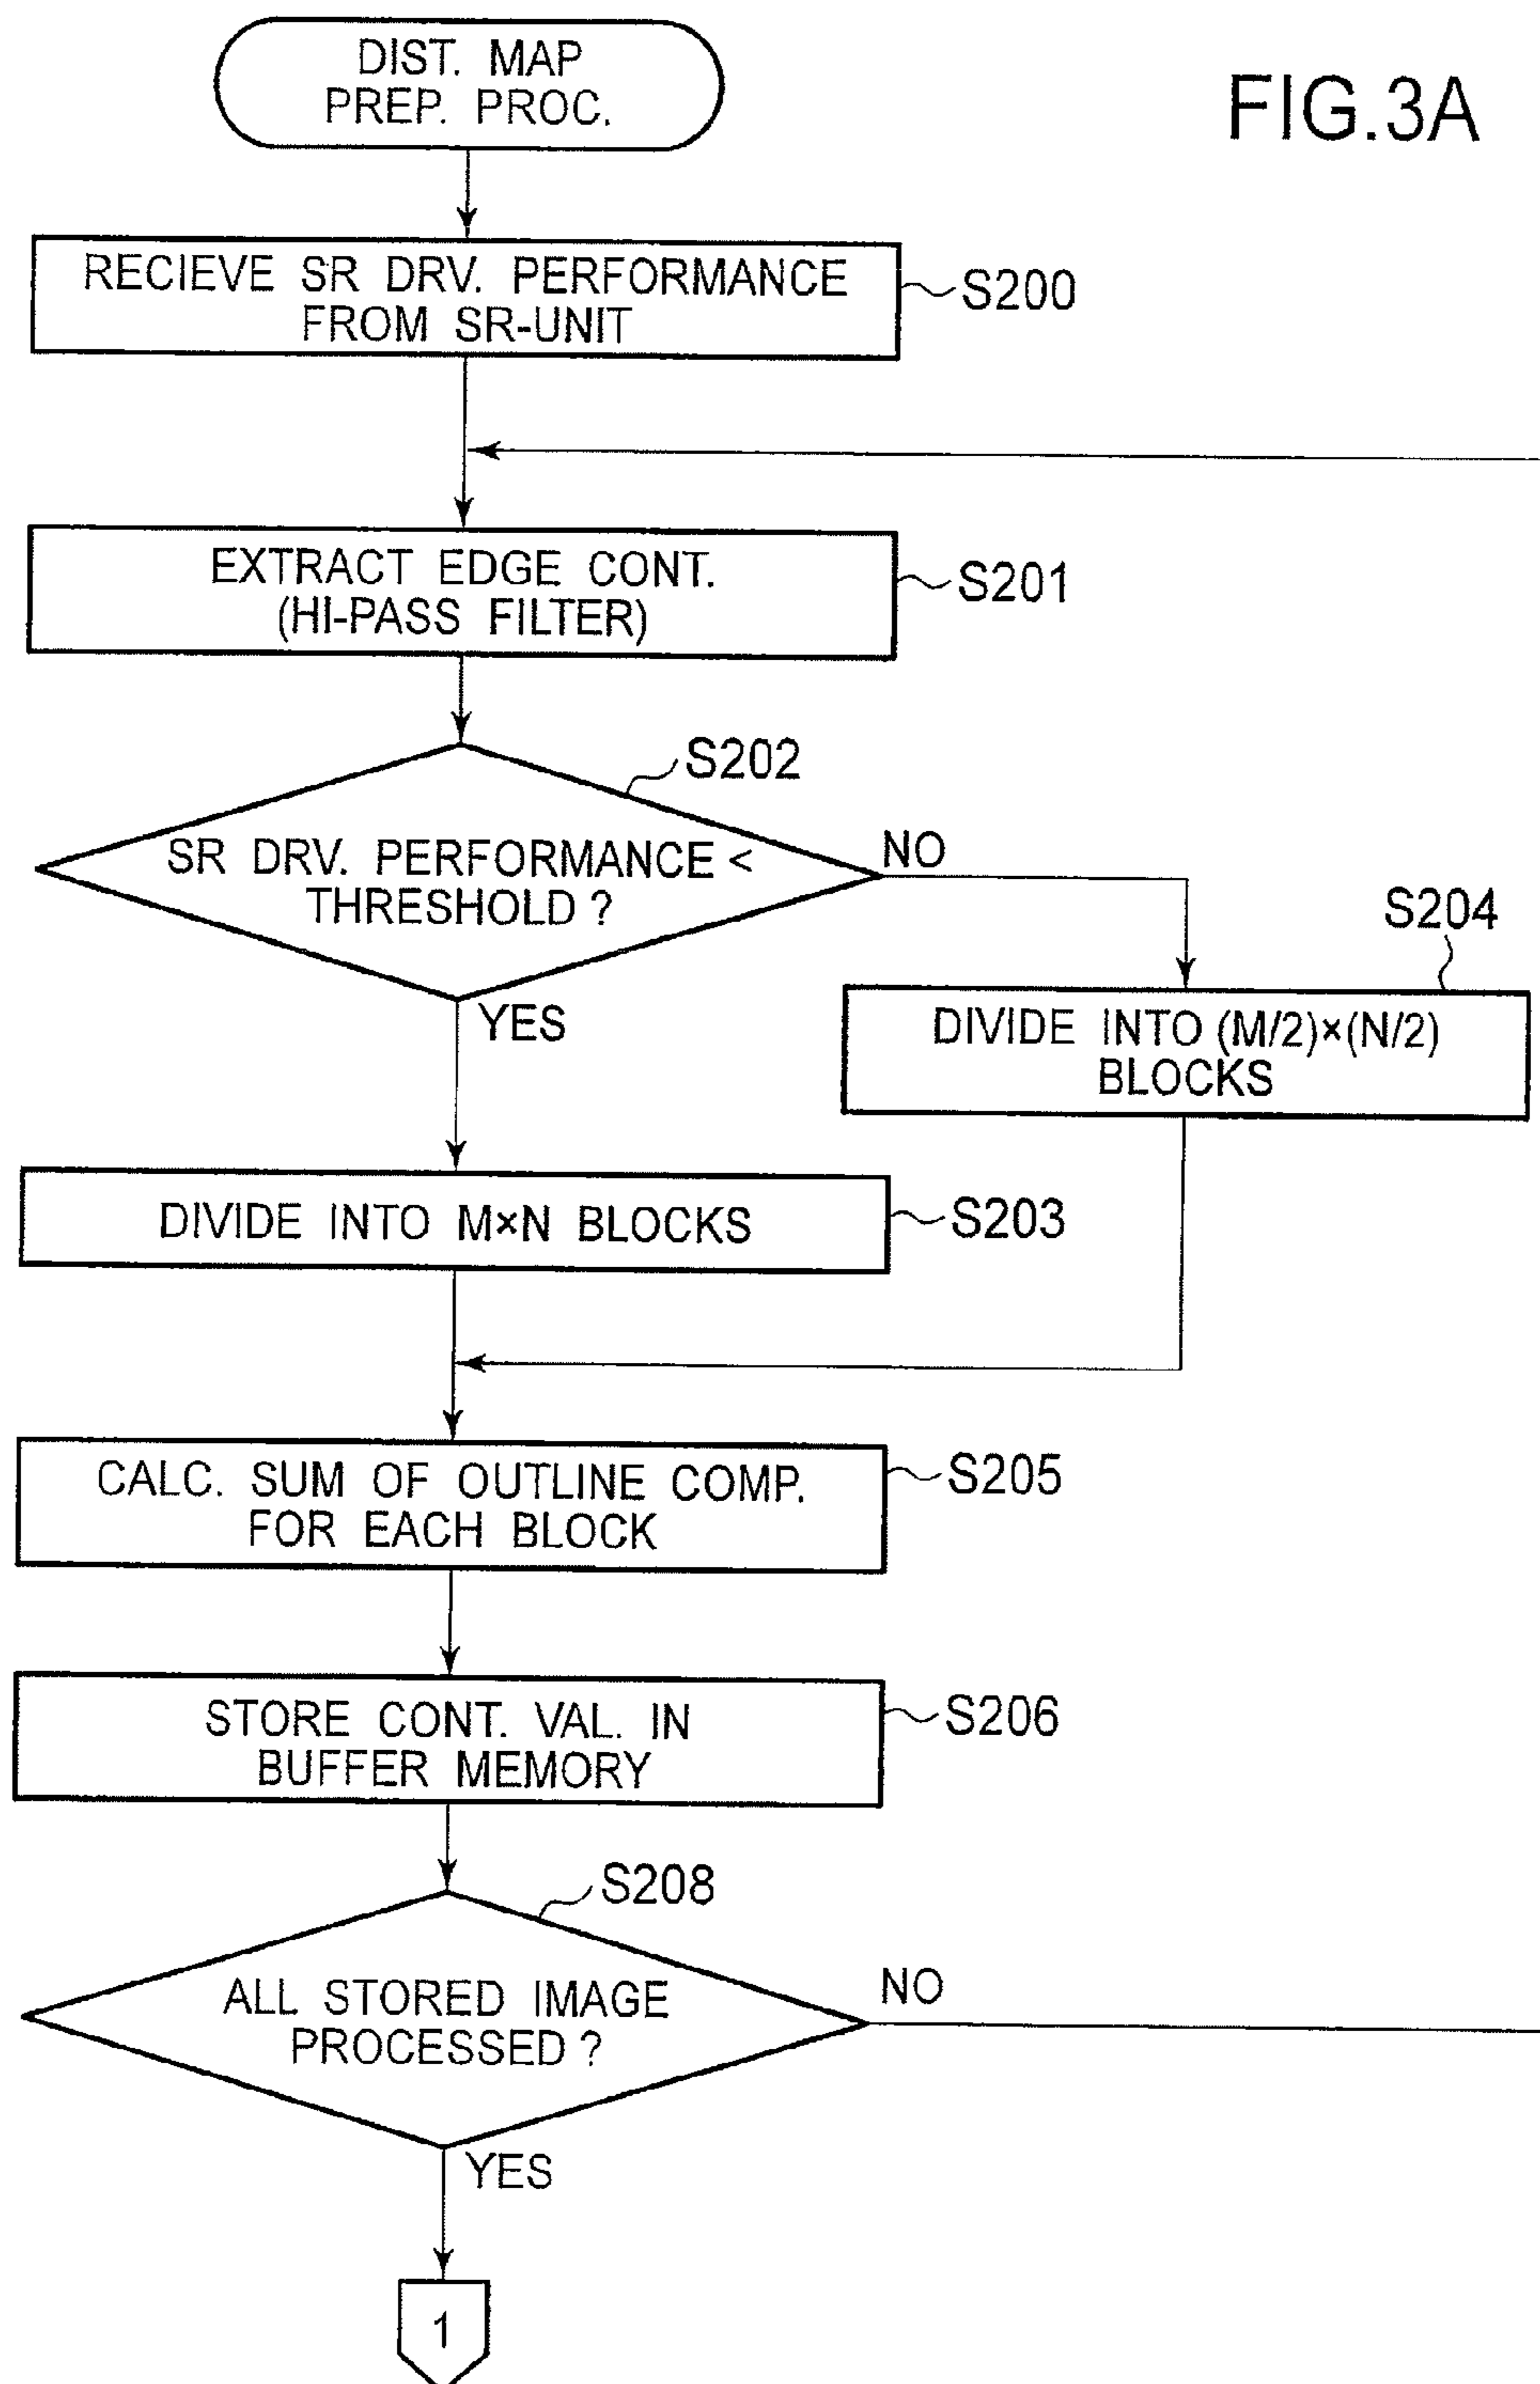 DIST. MAP
PREP. PROC.
FIG.3A
RECIEVE SR DRV. PERFORMANCE
FROM SR-UNIT
S200
EXTRACT EDGE CONT.
(HI-PASS FILTER)
S201
S202
SR DRV. PERFORMANCE <
THRESHOLD ?
NO
YES
S204
DIVIDE INTO (M/2)×(N/2)
BLOCKS
DIVIDE INTO M×N BLOCKS
S203
CALC. SUM OF OUTLINE COMP.
FOR EACH BLOCK
S205
STORE CONT. VAL. IN
BUFFER MEMORY
S206
S208
ALL STORED IMAGE
PROCESSED ?
NO
YES
1